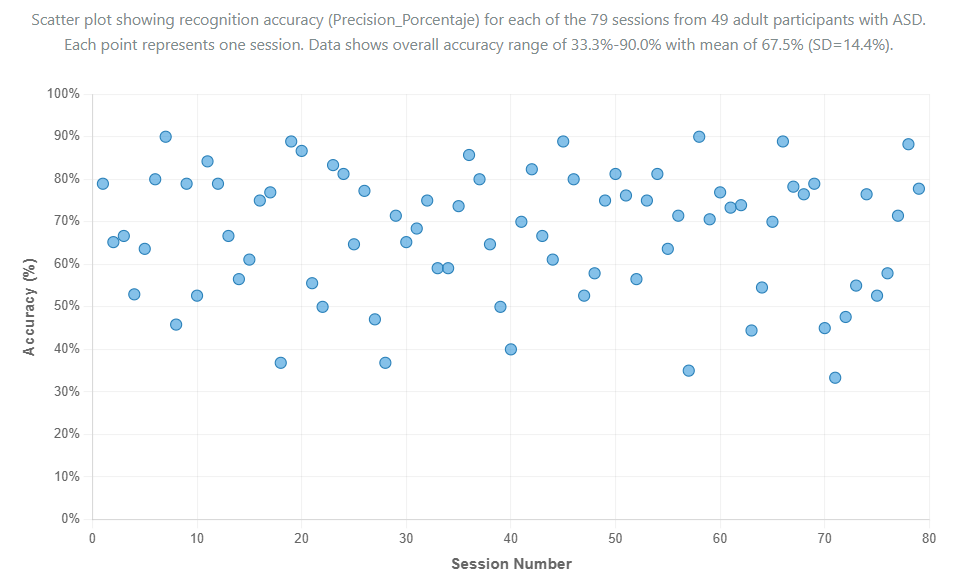 Scatter plot showing recognition accuracy (Precision_Porcentaje) for each of the 79 sessions from 49 adult participants with ASD.
Each point represents one session. Data shows overall accuracy range of 33.3%-90.0% with mean of 67.5% (SD=14.4%).
100%
90%
80%
70%
60%
50%
40%
30%
20%
10%
0%
Accuracy (%)
0 10 20 30 40 50 60 70 80
Session Number